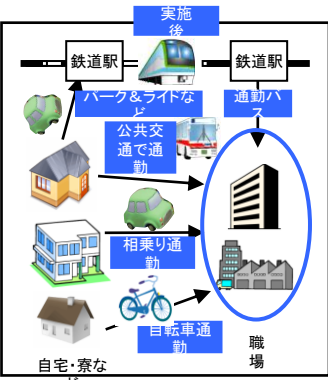 実施
後
鉄道駅
鉄道駅
パーク&ライドな
ど
通勤バ
ス
公共交
通で通
勤
相乗り通
勤
自転車通
勤
自宅・寮な
ど
職
場